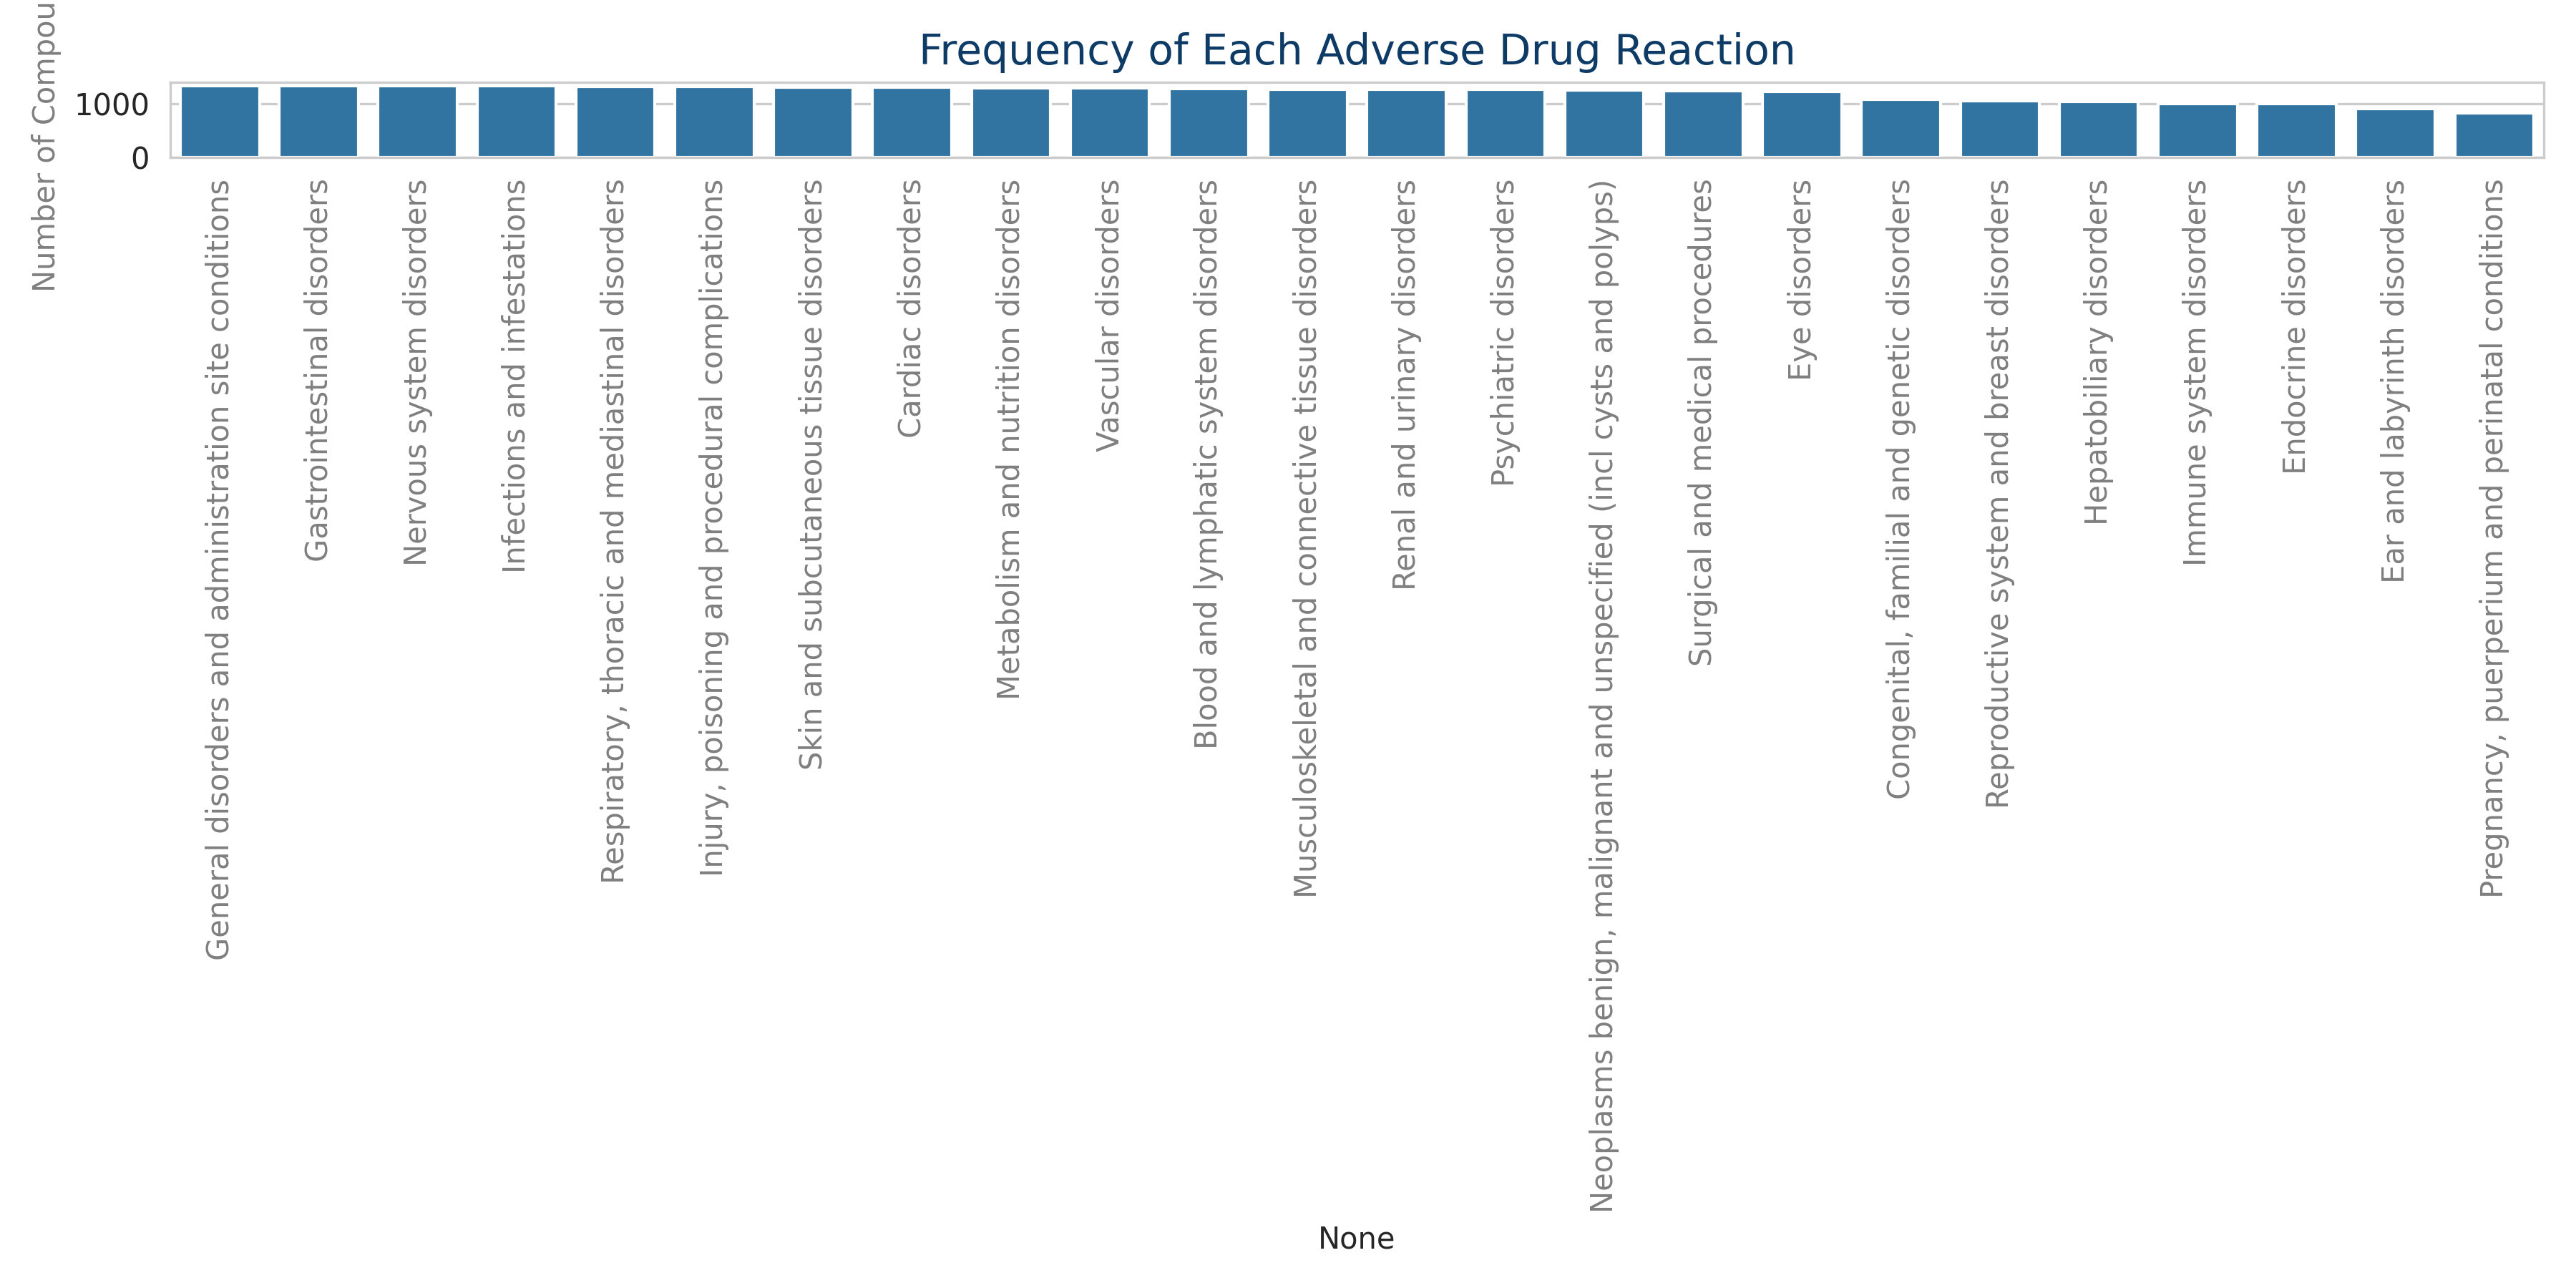 Frequency of Each Adverse Drug Reaction
Number of Compou
1000
0
General disorders and administration site conditions
Gastrointestinal disorders
Nervous system disorders
Infections and infestations
Respiratory, thoracic and mediastinal disorders
Injury, poisoning and procedural complications
Skin and subcutaneous tissue disorders
Cardiac disorders
Metabolism and nutrition disorders
Vascular disorders
Blood and lymphatic system disorders
Musculoskeletal and connective tissue disorders
Renal and urinary disorders
Psychiatric disorders
Neoplasms benign, malignant and unspecified (incl cysts and polyps)
Surgical and medical procedures
Eye disorders
Congenital, familial and genetic disorders
Reproductive system and breast disorders
Hepatobiliary disorders
Immune system disorders
Endocrine disorders
Ear and labyrinth disorders
Pregnancy, puerperium and perinatal conditions
None